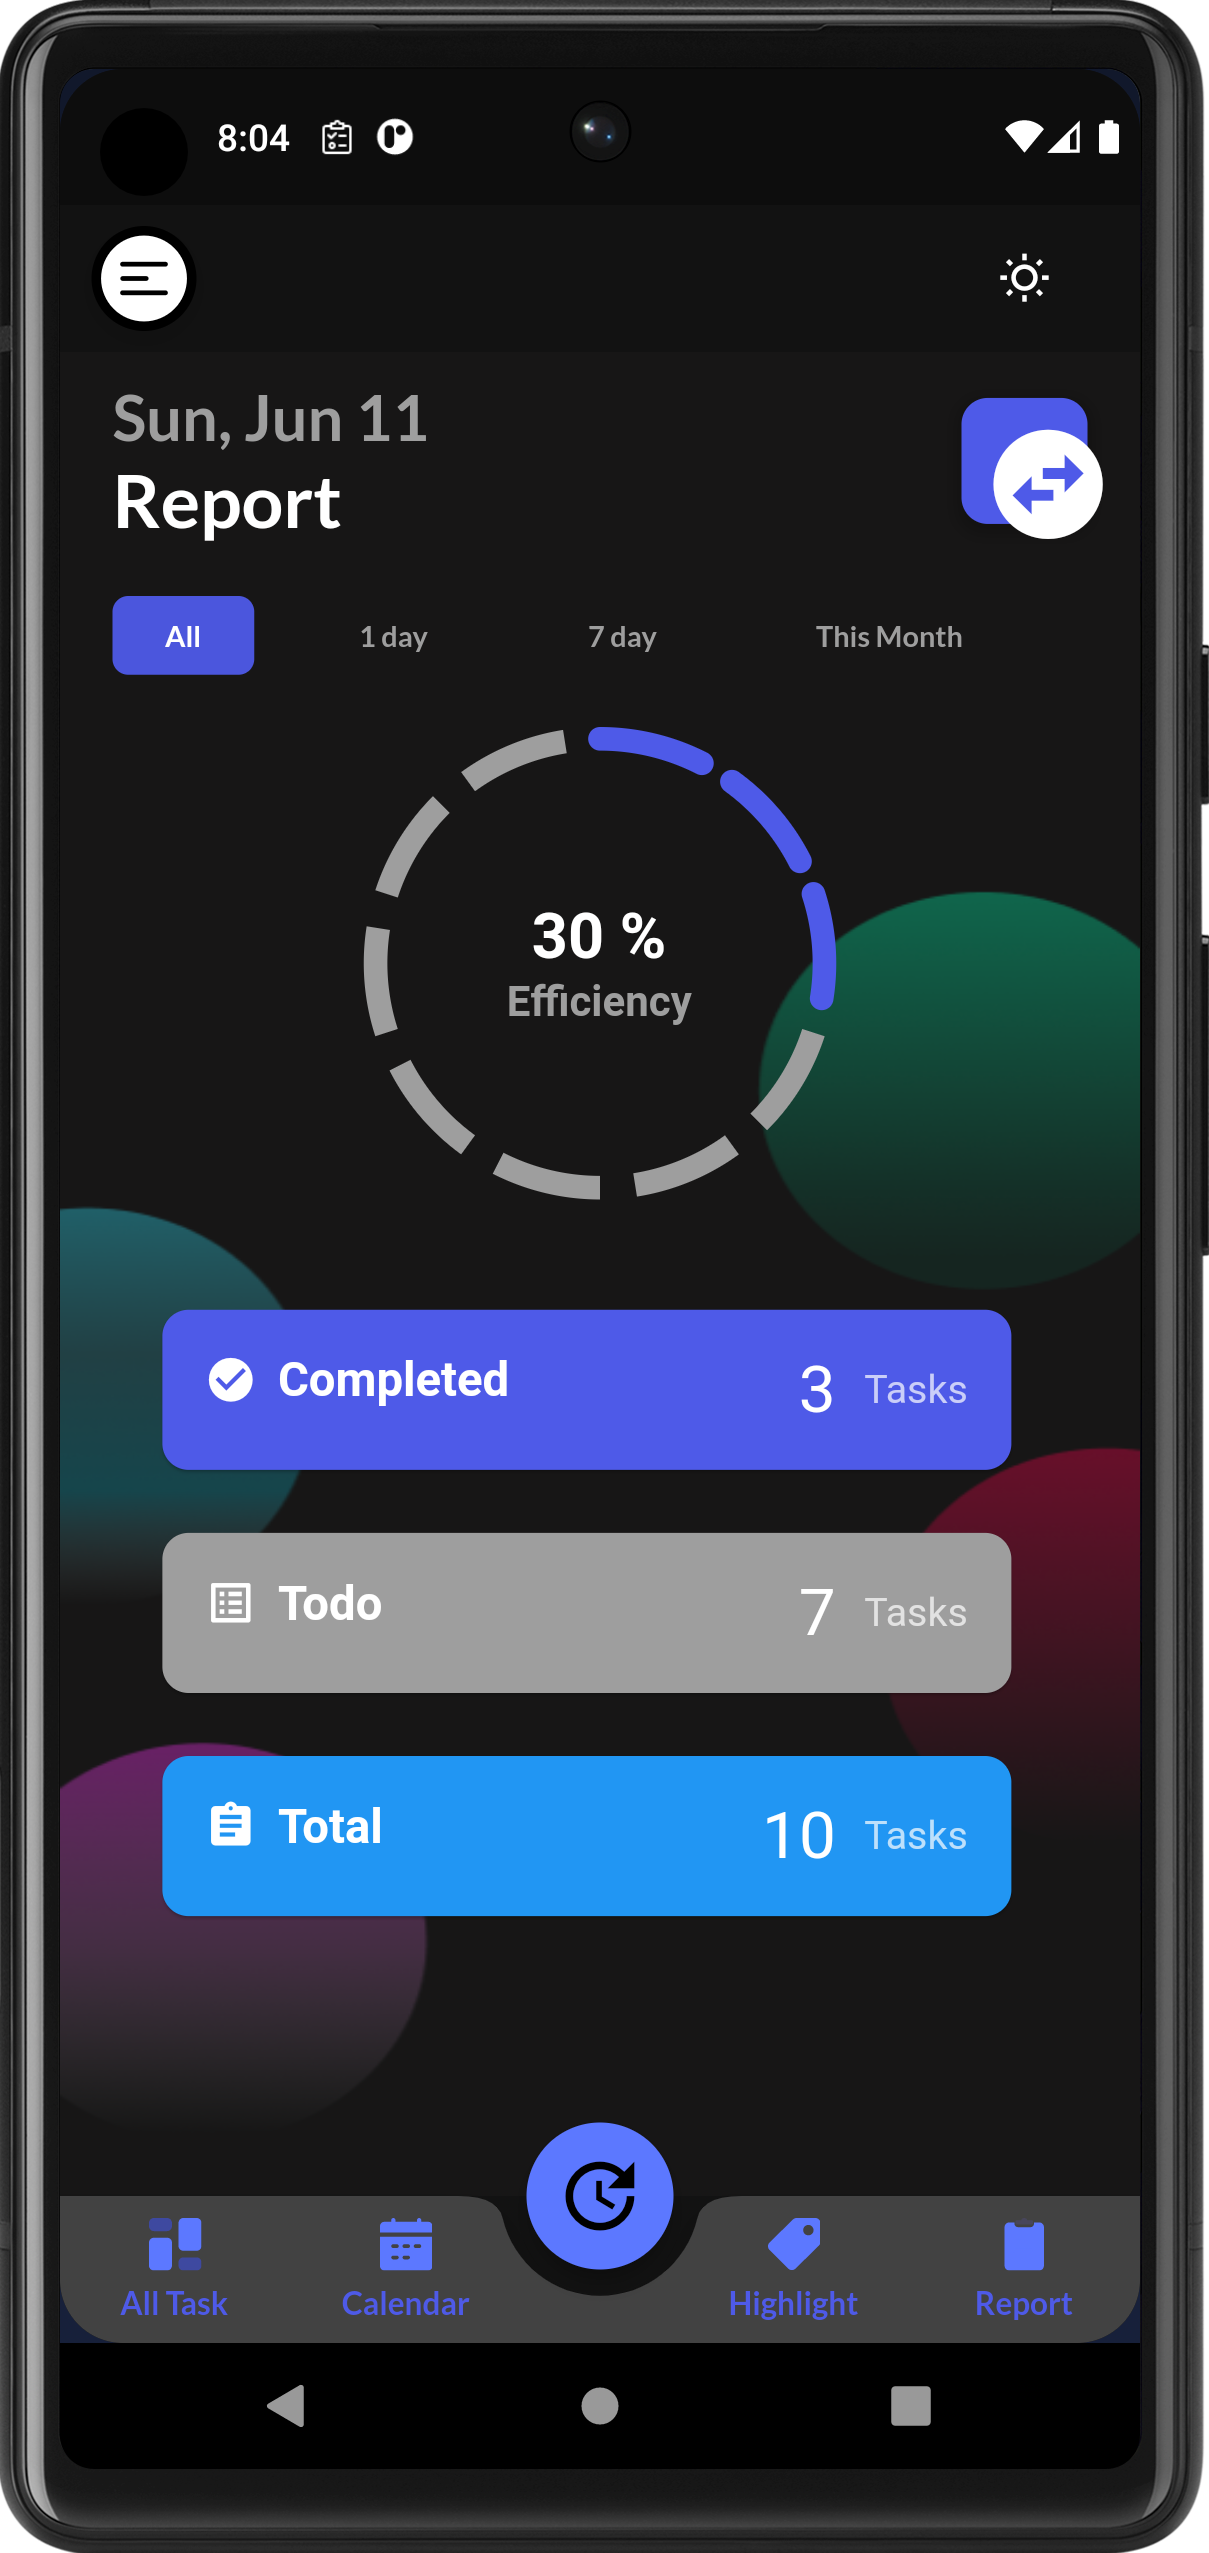 8:04
Sun, Jun 11
Report
All 1 day 7 day This Month
30 %
Efficiency
Completed 3 Tasks
Todo 7 Tasks
Total 10 Tasks
All Task Calendar Highlight Report